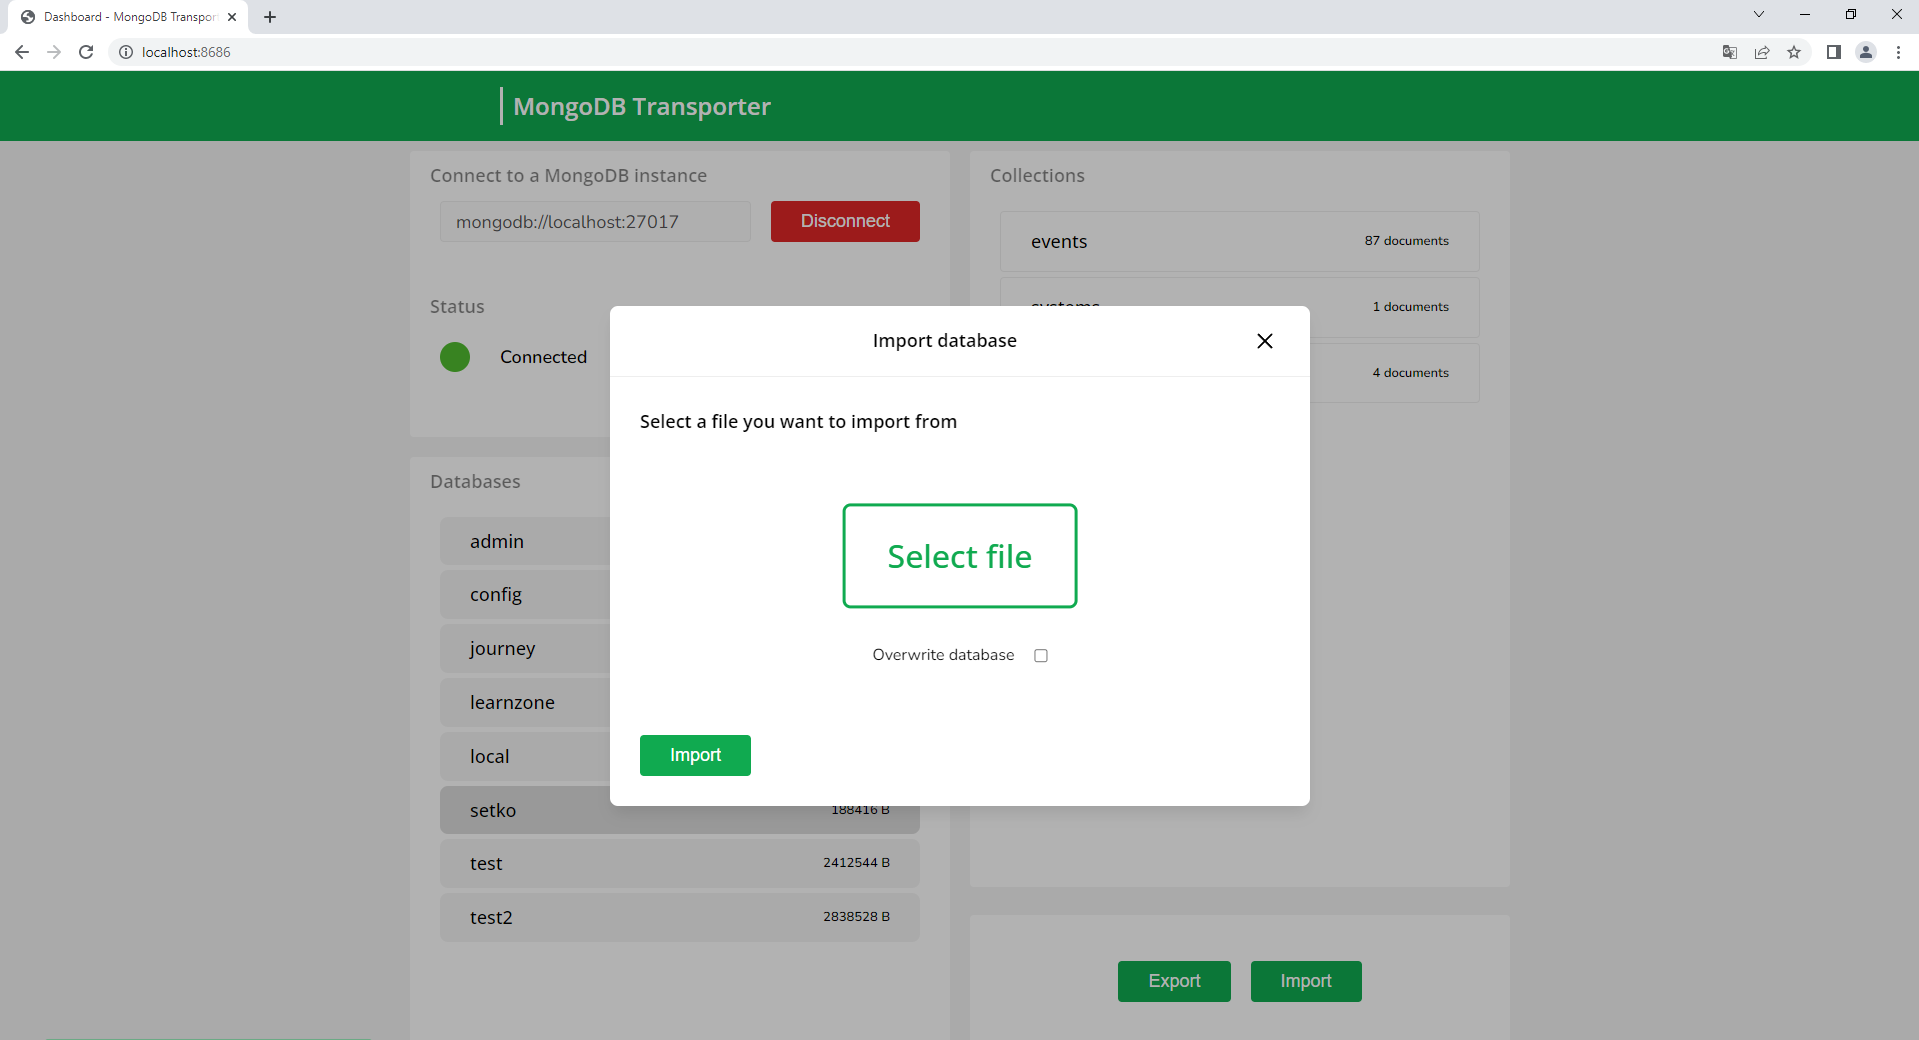 Dashboard - MongoDB Transpor
localhost:8686
MongoDB Transporter
Connect to a MongoDB instance
mongodb://localhost:27017
Disconnect
Status
Connected
Databases
admin
config
journey
learnzone
local
setko 188416 B
test 2412544 B
test2 2838528 B
Collections
events 87 documents
systems 1 documents
4 documents
Export Import
Import database
Select a file you want to import from
Select file
Overwrite database
Import